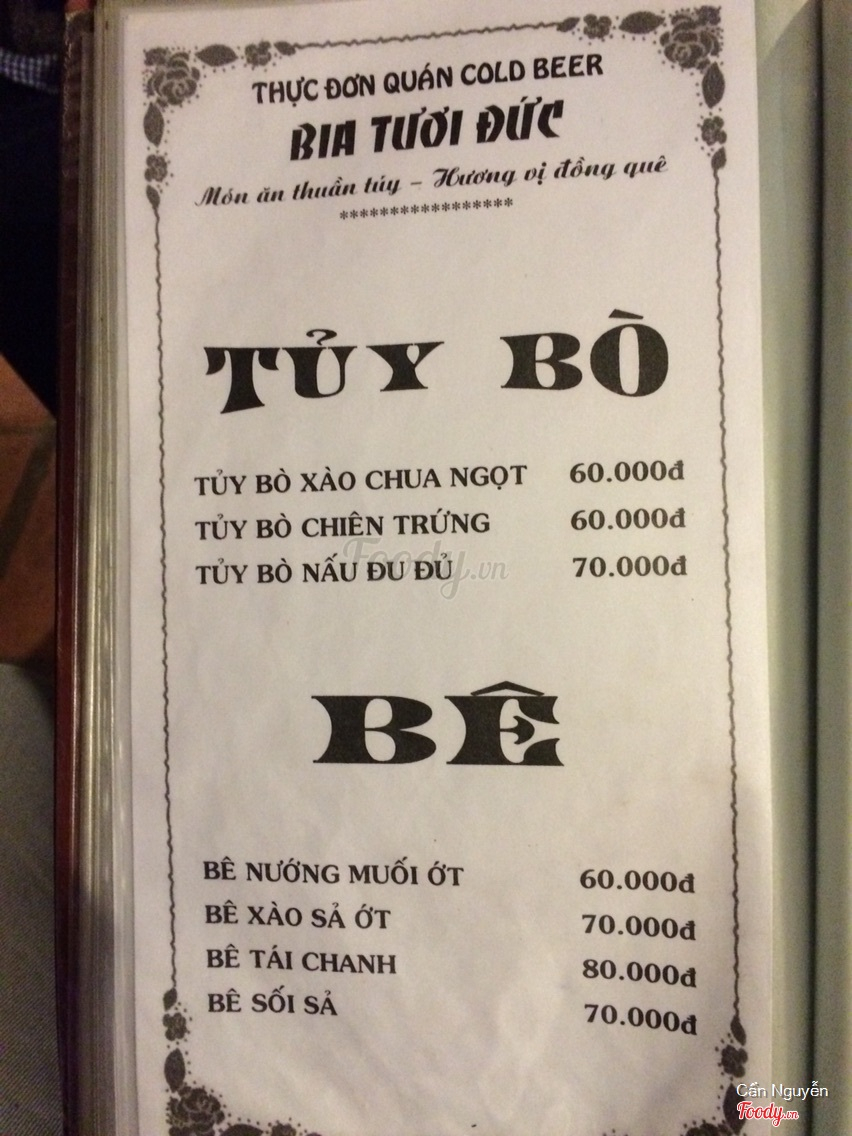 THỰC ĐƠN QUÁN COLD BEER
BIA TƯƠI ĐỨC
Món ăn thuần túy – Hương vị đồng quê
*****************
TỦY BÒ
TỦY BÒ XÀO CHUA NGỌT 60.000đ
TỦY BÒ CHIÊN TRỨNG 60.000đ
TỦY BÒ NẤU ĐU ĐỦ 70.000đ
Foody.vn
BÊ
BÊ NƯỚNG MUỐI ỚT 60.000đ
BÊ XÀO SẢ ỚT 70.000đ
BÊ TÁI CHANH 80.000đ
BÊ SỐI SẢ 70.000đ
Cấn Nguyễn
Foody.vn